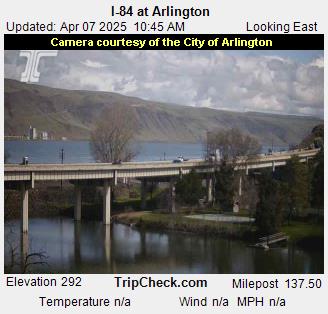 I-84 at Arlington
Updated: Apr 07 2025 10:45 AM Looking East
Camera courtesy of the City of Arlington
Elevation 292 TripCheck.com Milepost 137.50
Temperature n/a Wind n/a MPH n/a